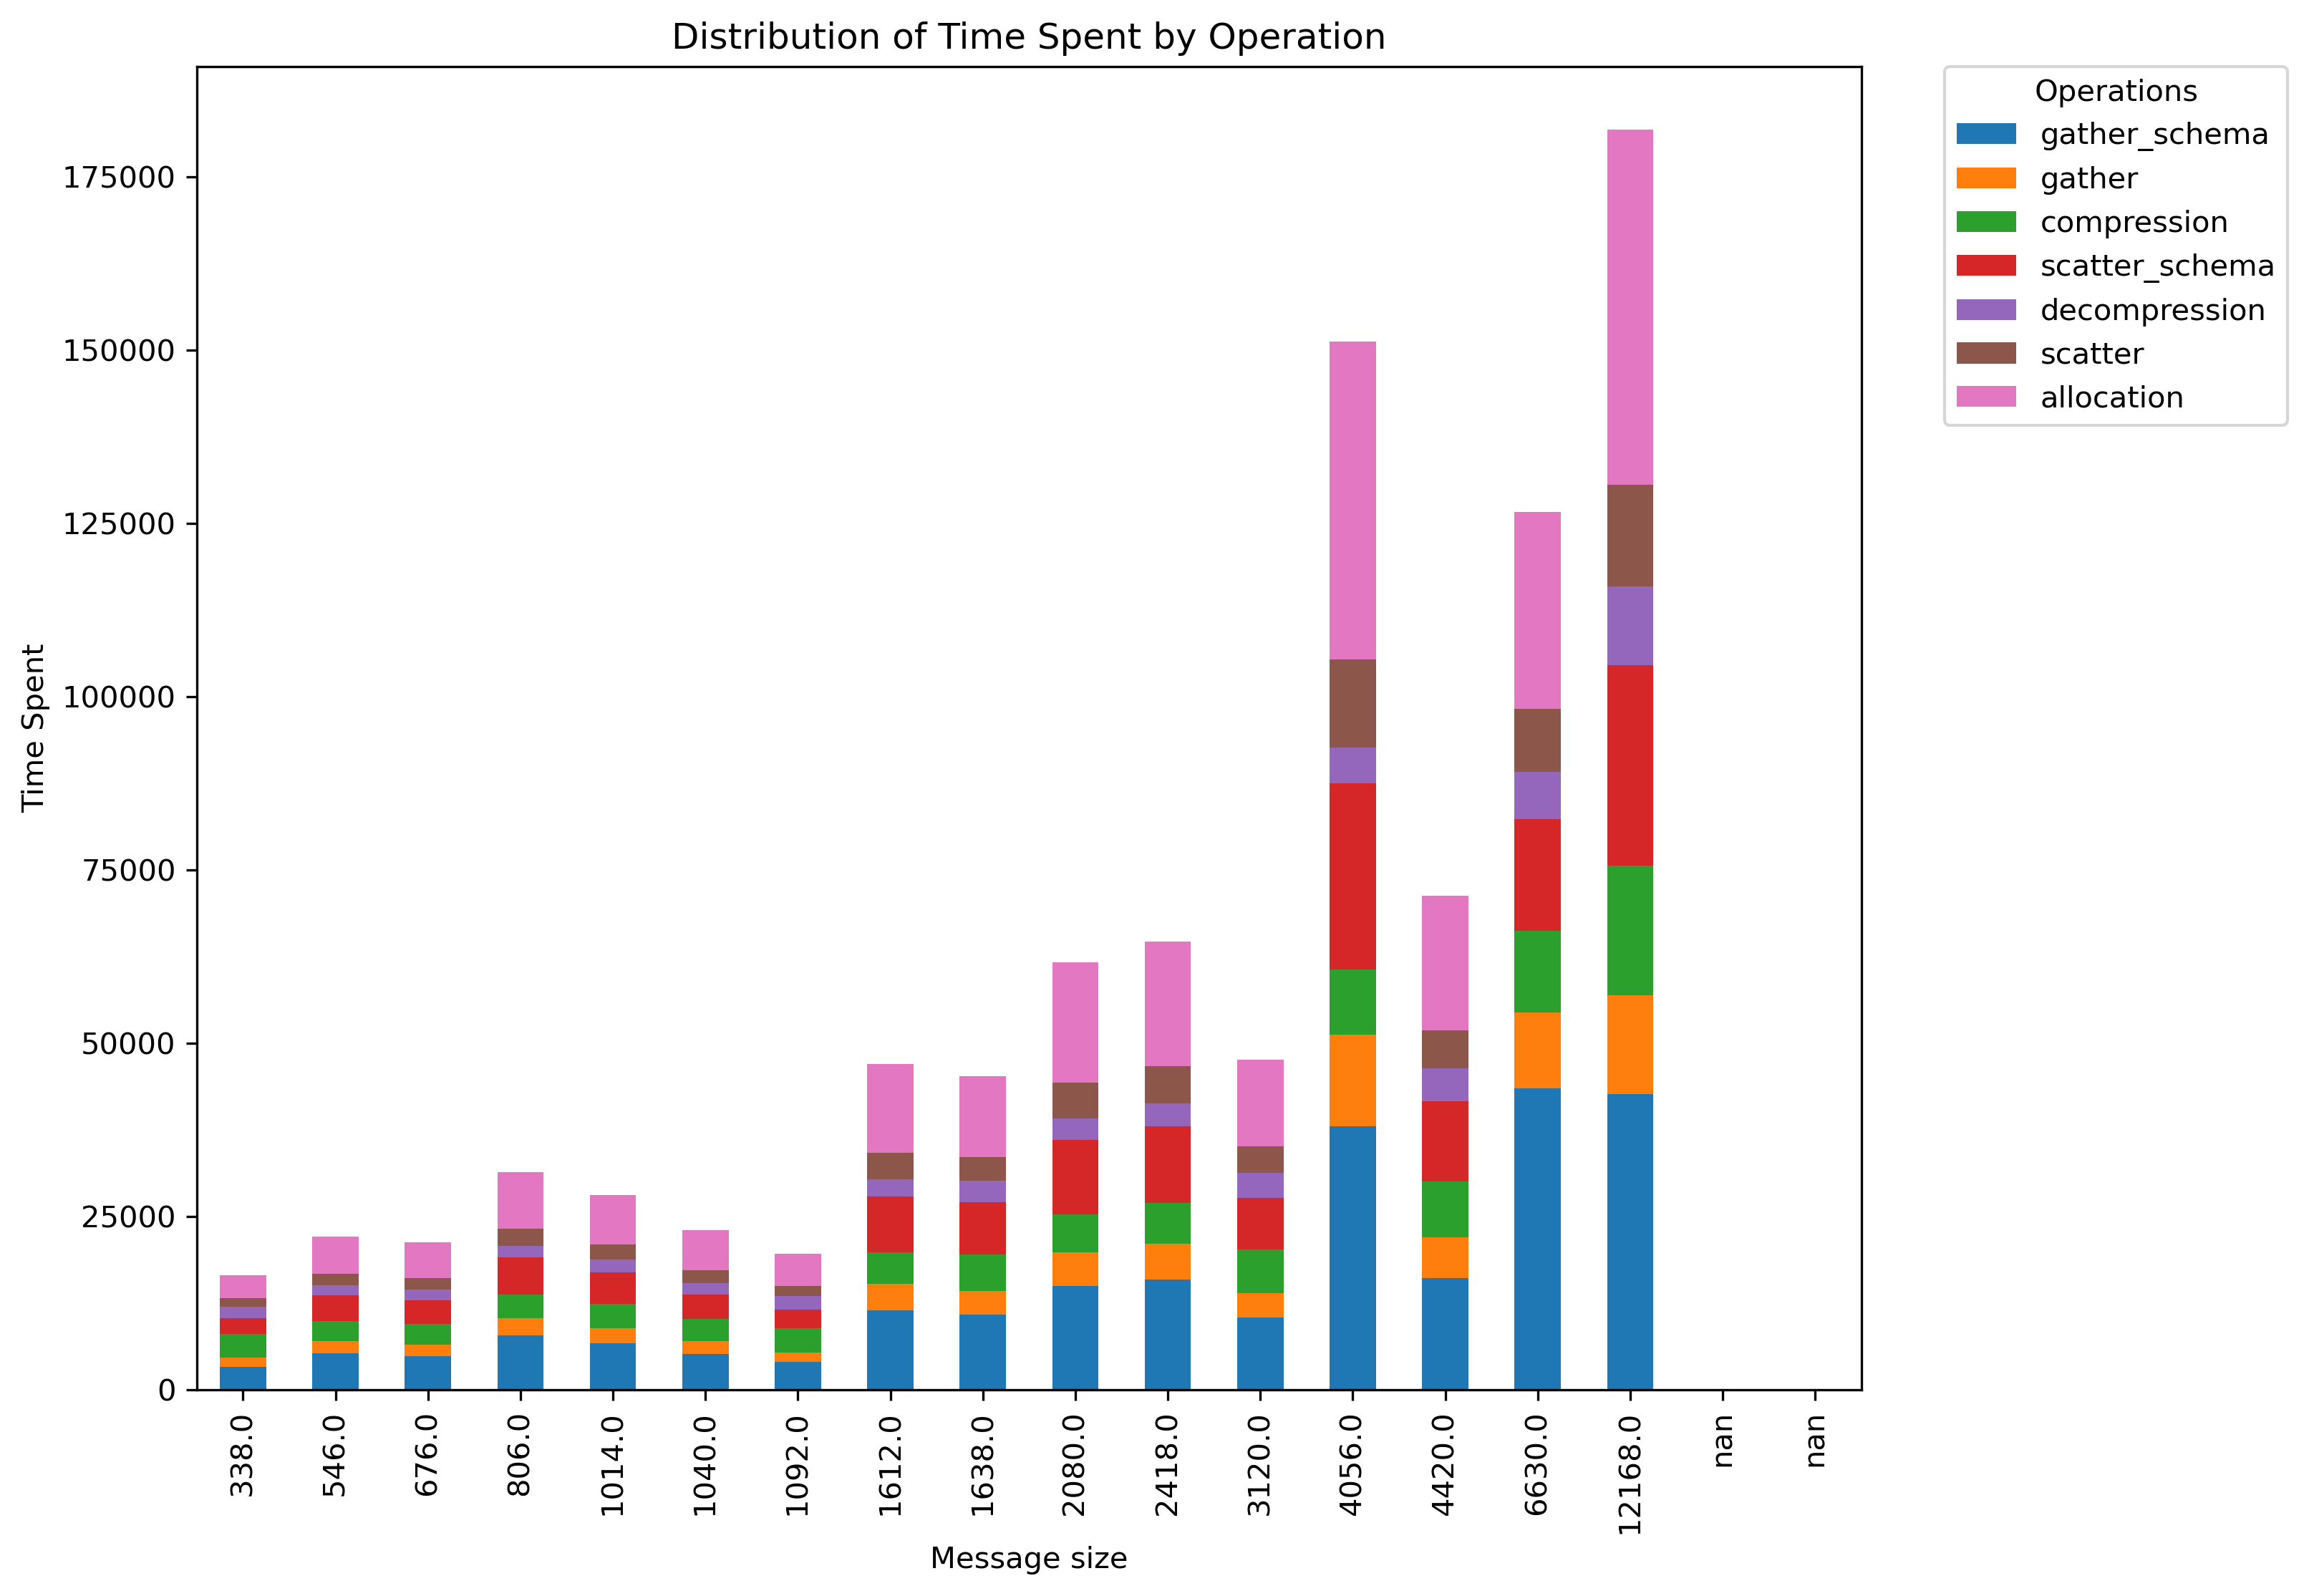 Distribution of Time Spent by Operation
Operations
gather_schema
gather
compression
scatter_schema
decompression
scatter
allocation
175000
150000
125000
100000
75000
50000
25000
0
Time Spent
338.0
546.0
676.0
806.0
1014.0
1040.0
1092.0
1612.0
1638.0
2080.0
2418.0
3120.0
4056.0
4420.0
6630.0
12168.0
nan
nan
Message size